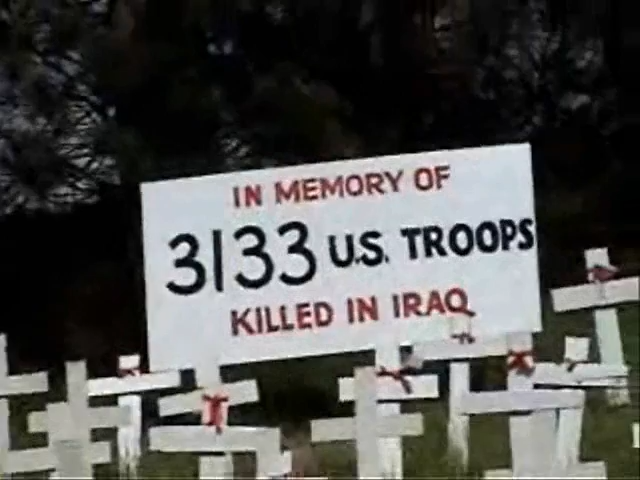 IN MEMORY OF
3133 U.S. TROOPS
KILLED IN IRAQ